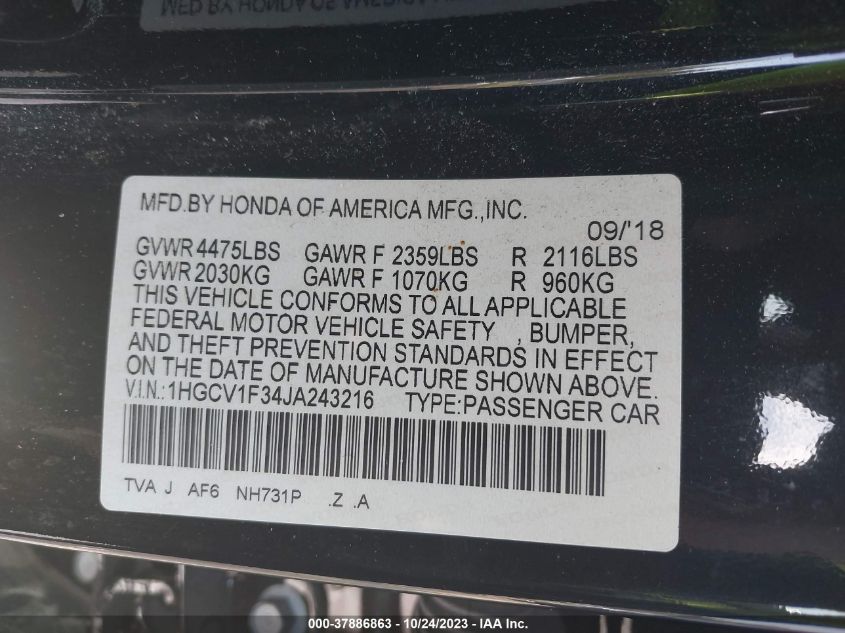 MFD.BY HONDA OF AMERICA MFG.,INC.
09/'18
GVWR 4475LBS GAWR F 2359LBS R 2116LBS
GVWR 2030KG GAWR F 1070KG R 960KG
THIS VEHICLE CONFORMS TO ALL APPLICABLE
FEDERAL MOTOR VEHICLE SAFETY , BUMPER,
AND THEFT PREVENTION STANDARDS IN EFFECT
ON THE DATE OF MANUFACTURE SHOWN ABOVE.
V.I.N.:1HGCV1F34JA243216 TYPE:PASSENGER CAR
TVA J AF6 NH731P .Z .A
000-37886863 - 10/24/2023 - IAAI Inc.